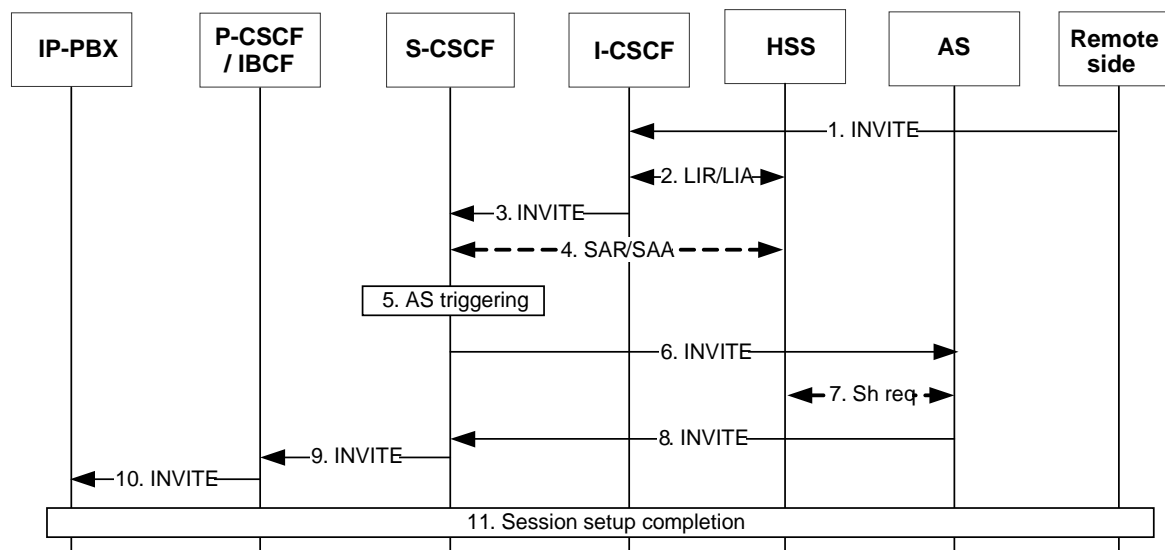 IP-PBX
P-CSCF
/ IBCF
S-CSCF
I-CSCF
HSS
AS
Remote
side
1. INVITE
2. LIR/LIA
3. INVITE
4. SAR/SAA
5. AS triggering
6. INVITE
7. Sh req
8. INVITE
9. INVITE
10. INVITE
11. Session setup completion